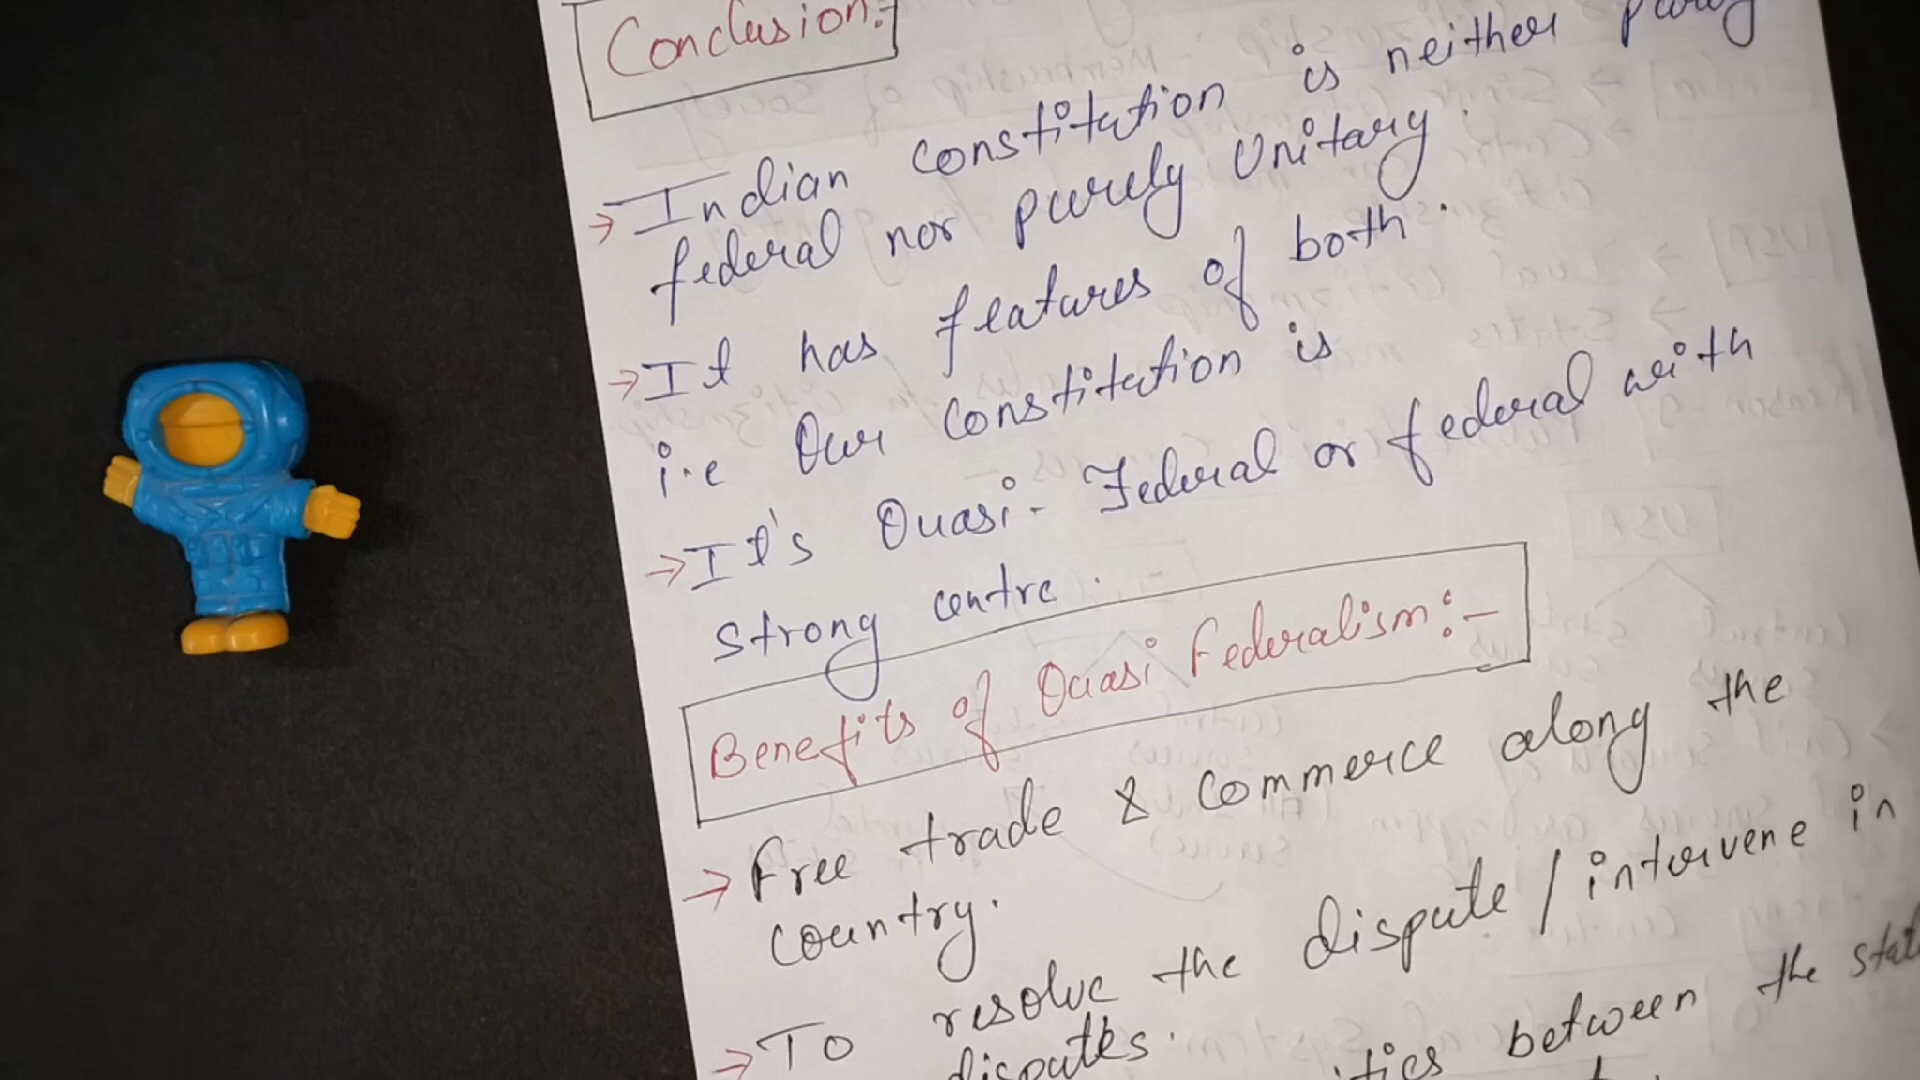 Conclusion:-
→ Indian constitution is neither
federal nor purely Unitary.
→ It has features of both.
i.e Our Constitution is
→ It's Quasi-Federal or federal with
strong centre.
Benefits of Quasi Federalism:-
→ Free trade & commerce along the
country.
→ To resolve the dispute / intervene in
disputes.
between the